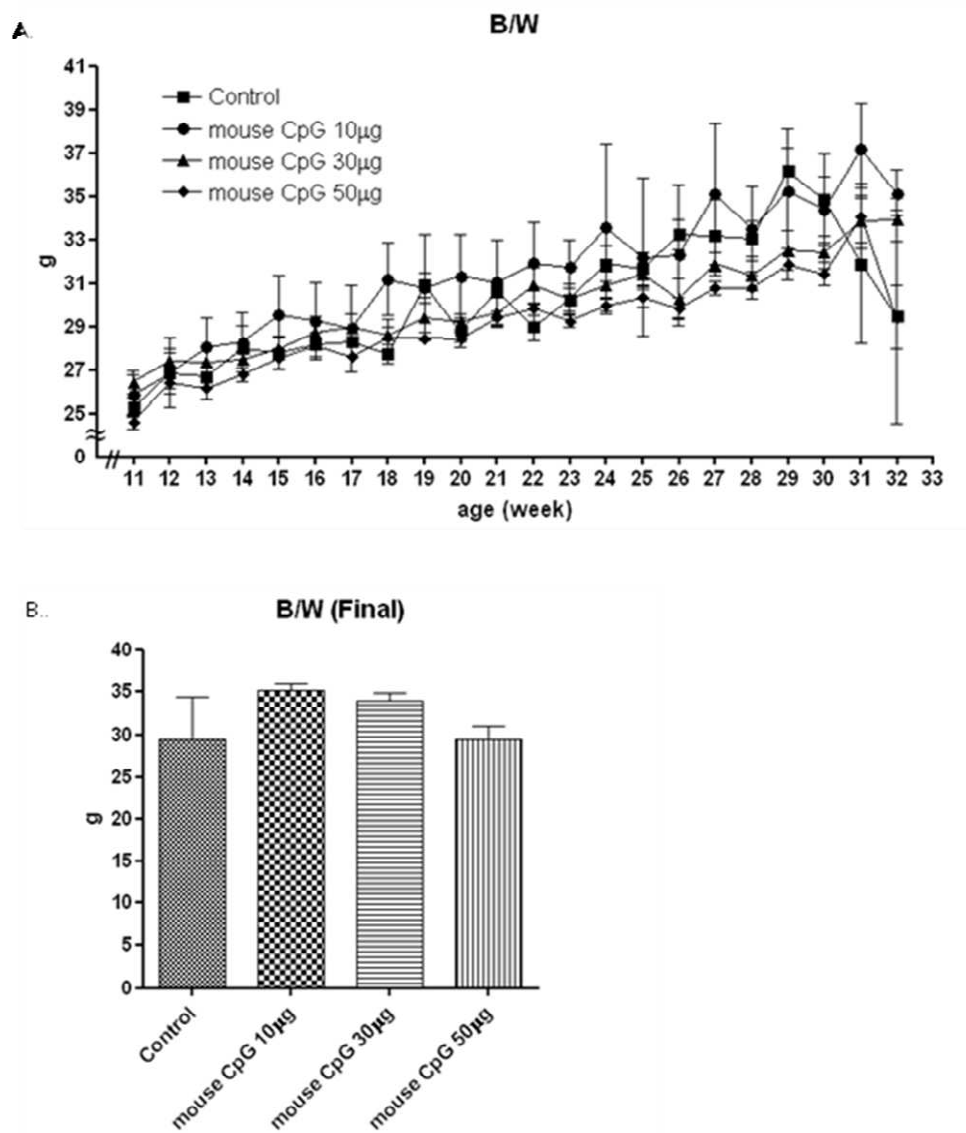 A.
B/W
41
39
37
35
33
31
29
27
25
0
g
Control
mouse CpG 10µg
mouse CpG 30µg
mouse CpG 50µg
11 12 13 14 15 16 17 18 19 20 21 22 23 24 25 26 27 28 29 30 31 32 33
age (week)
B..
B/W (Final)
40
35
30
25
20
15
10
5
0
g
Control
mouse CpG 10µg
mouse CpG 30µg
mouse CpG 50µg